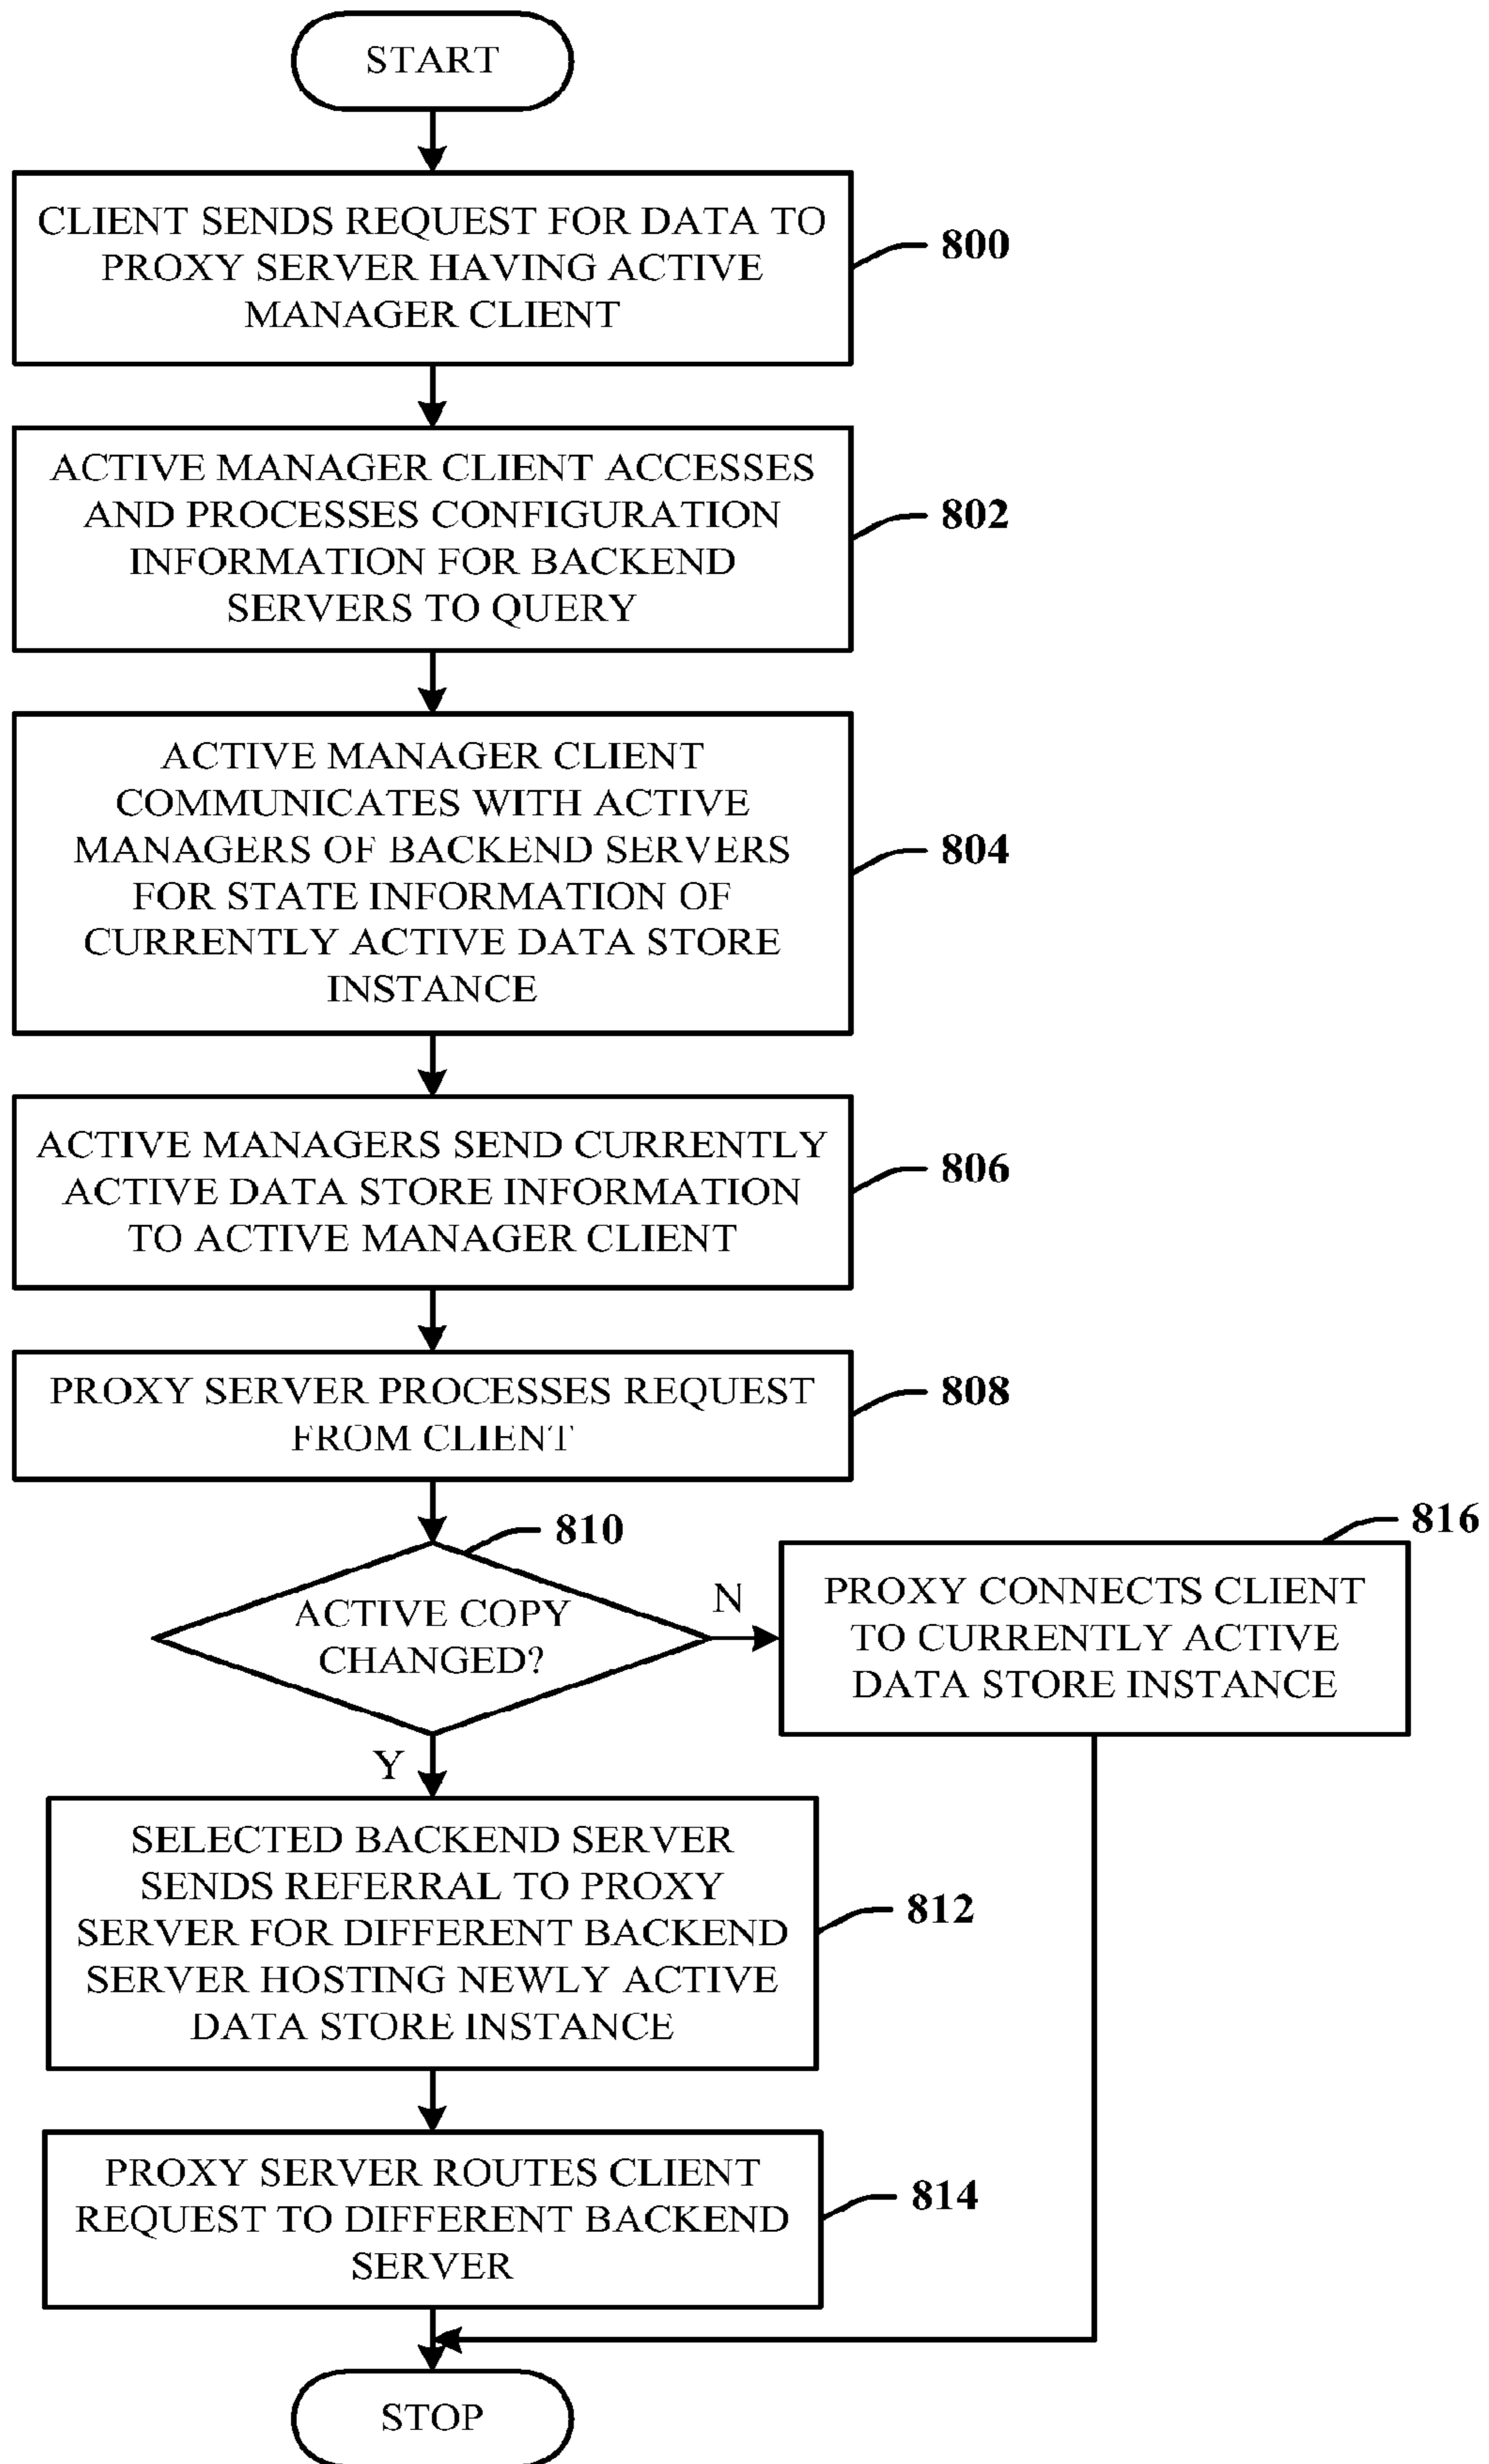 START
CLIENT SENDS REQUEST FOR DATA TO
PROXY SERVER HAVING ACTIVE
MANAGER CLIENT
800
ACTIVE MANAGER CLIENT ACCESSES
AND PROCESSES CONFIGURATION
INFORMATION FOR BACKEND
SERVERS TO QUERY
802
ACTIVE MANAGER CLIENT
COMMUNICATES WITH ACTIVE
MANAGERS OF BACKEND SERVERS
FOR STATE INFORMATION OF
CURRENTLY ACTIVE DATA STORE
INSTANCE
804
ACTIVE MANAGERS SEND CURRENTLY
ACTIVE DATA STORE INFORMATION
TO ACTIVE MANAGER CLIENT
806
PROXY SERVER PROCESSES REQUEST
FROM CLIENT
808
810
ACTIVE COPY
CHANGED?
N
816
PROXY CONNECTS CLIENT
TO CURRENTLY ACTIVE
DATA STORE INSTANCE
Y
SELECTED BACKEND SERVER
SENDS REFERRAL TO PROXY
SERVER FOR DIFFERENT BACKEND
SERVER HOSTING NEWLY ACTIVE
DATA STORE INSTANCE
812
PROXY SERVER ROUTES CLIENT
REQUEST TO DIFFERENT BACKEND
SERVER
814
STOP